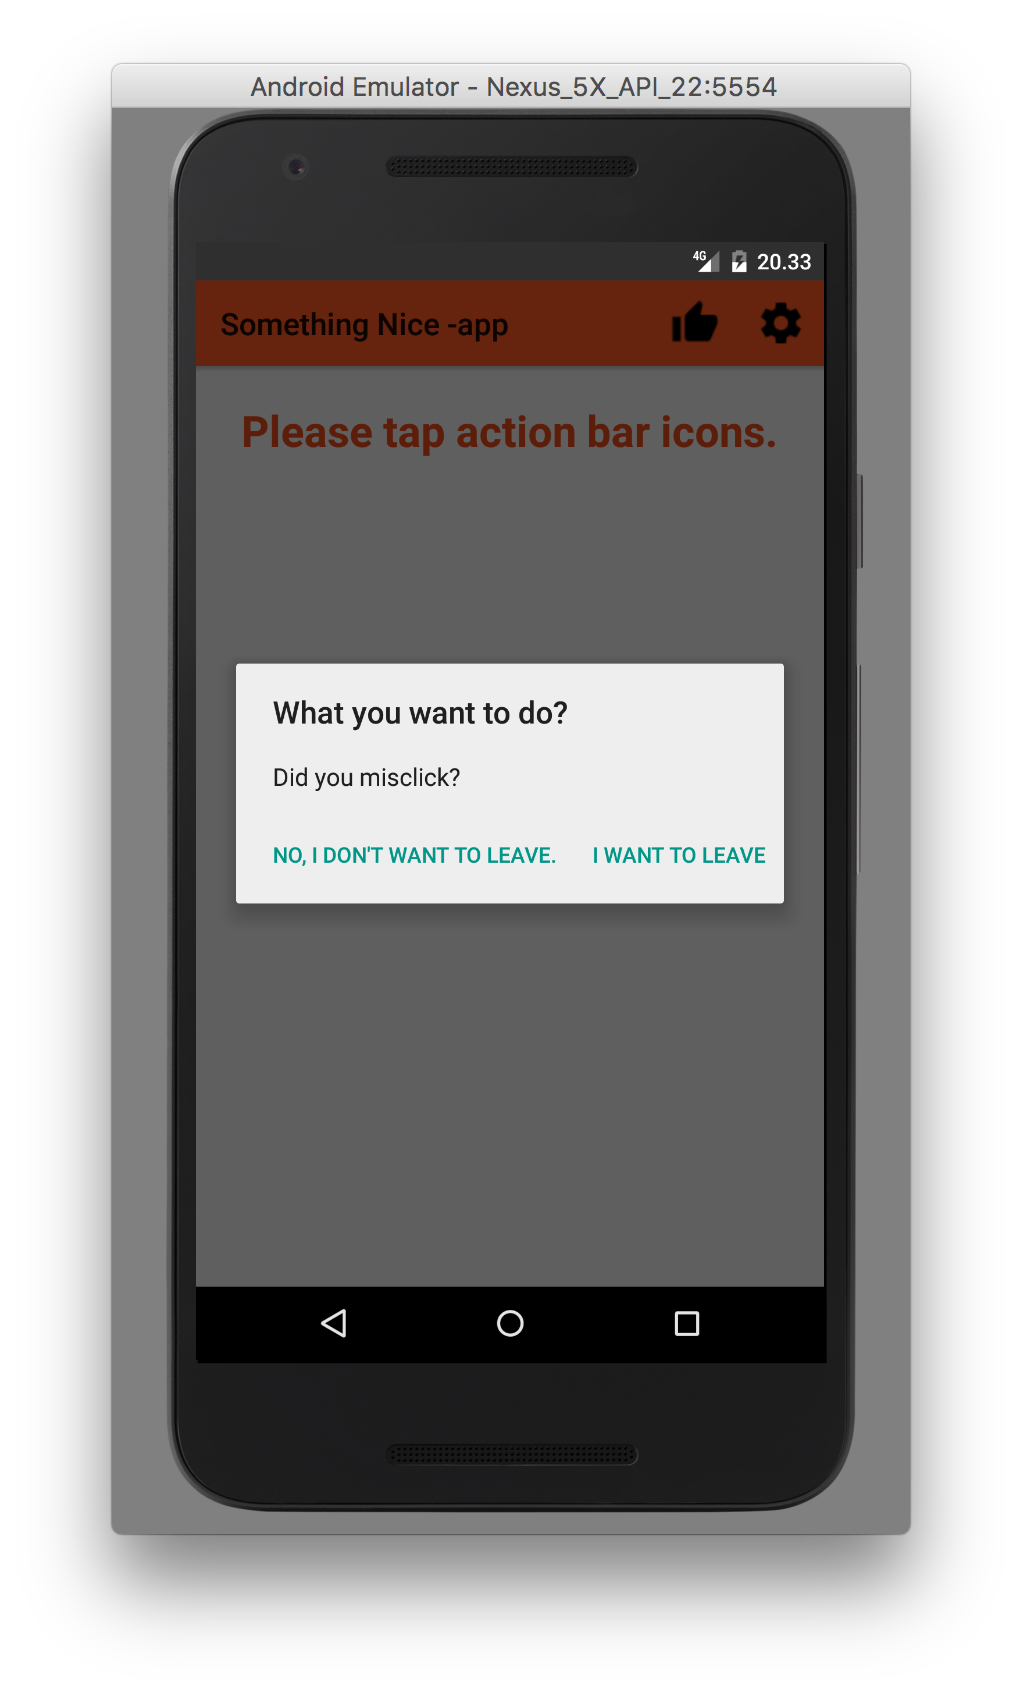 Android Emulator - Nexus_5X_API_22:5554
4G 20.33
Something Nice -app
Please tap action bar icons.
What you want to do?
Did you misclick?
NO, I DON'T WANT TO LEAVE. I WANT TO LEAVE